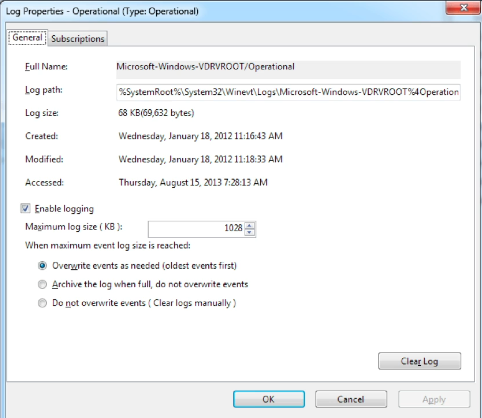 Log Properties - Operational (Type: Operational)
General Subscriptions
Full Name: Microsoft-Windows-VDRVROOT/Operational
Log path: %SystemRoot%\System32\Winevt\Logs\Microsoft-Windows-VDRVROOT%4Operation
Log size: 68 KB(69,632 bytes)
Created: Wednesday, January 18, 2012 11:16:43 AM
Modified: Wednesday, January 18, 2012 11:18:33 AM
Accessed: Thursday, August 15, 2013 7:28:13 AM
Enable logging
Maximum log size ( KB ): 1028
When maximum event log size is reached:
Overwrite events as needed (oldest events first)
Archive the log when full, do not overwrite events
Do not overwrite events ( Clear logs manually )
Clear Log
OK Cancel Apply